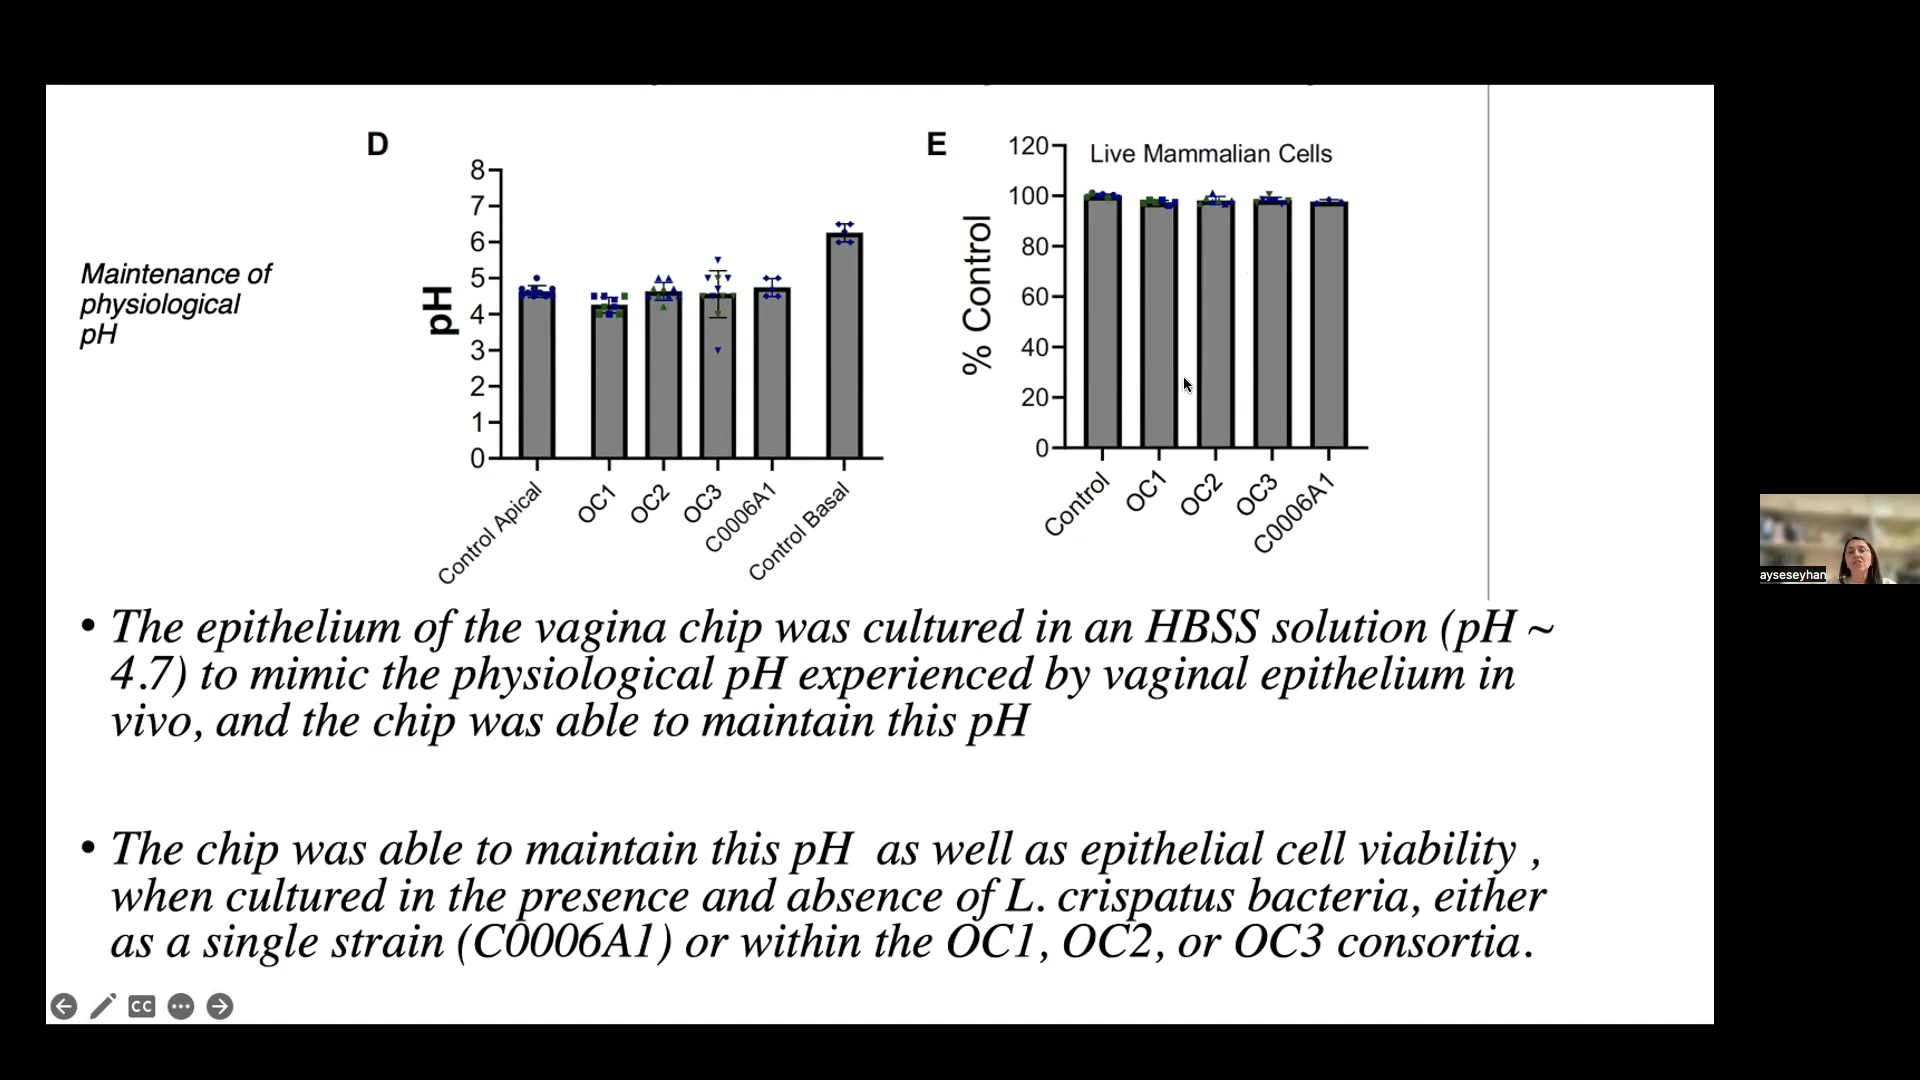 D
E
Maintenance of
physiological
pH
8
7
6
5
4
3
2
1
0
pH
Control Apical
OC1
OC2
OC3
C0006A1
Control Basal
Live Mammalian Cells
120
100
80
60
40
20
0
% Control
Control
OC1
OC2
OC3
C0006A1
• The epithelium of the vagina chip was cultured in an HBSS solution (pH ~
4.7) to mimic the physiological pH experienced by vaginal epithelium in
vivo, and the chip was able to maintain this pH
• The chip was able to maintain this pH as well as epithelial cell viability ,
when cultured in the presence and absence of L. crispatus bacteria, either
as a single strain (C0006A1) or within the OC1, OC2, or OC3 consortia.
CC
ayseseyhan